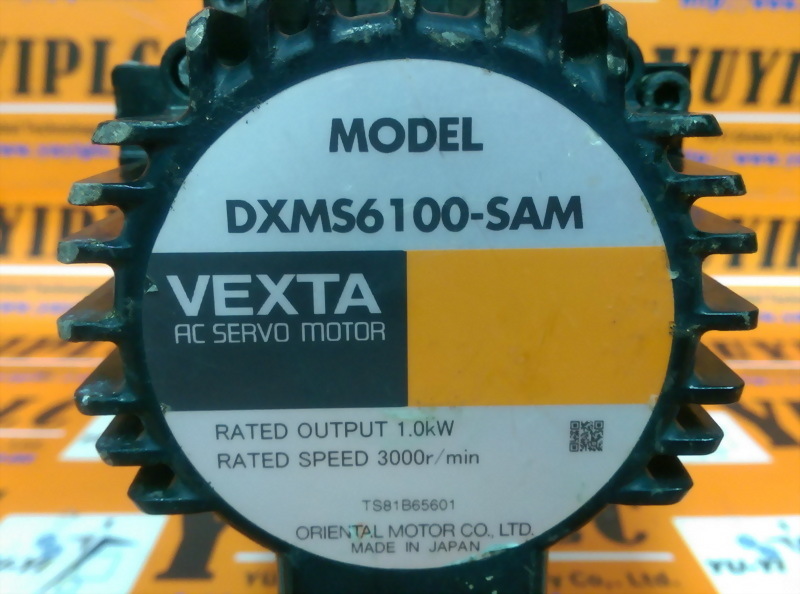 MODEL
DXMS6100-SAM
VEXTA
AC SERVO MOTOR
RATED OUTPUT 1.0kW
RATED SPEED 3000r/min
TS81B65601
ORIENTAL MOTOR CO., LTD.
MADE IN JAPAN
YUYIPLC